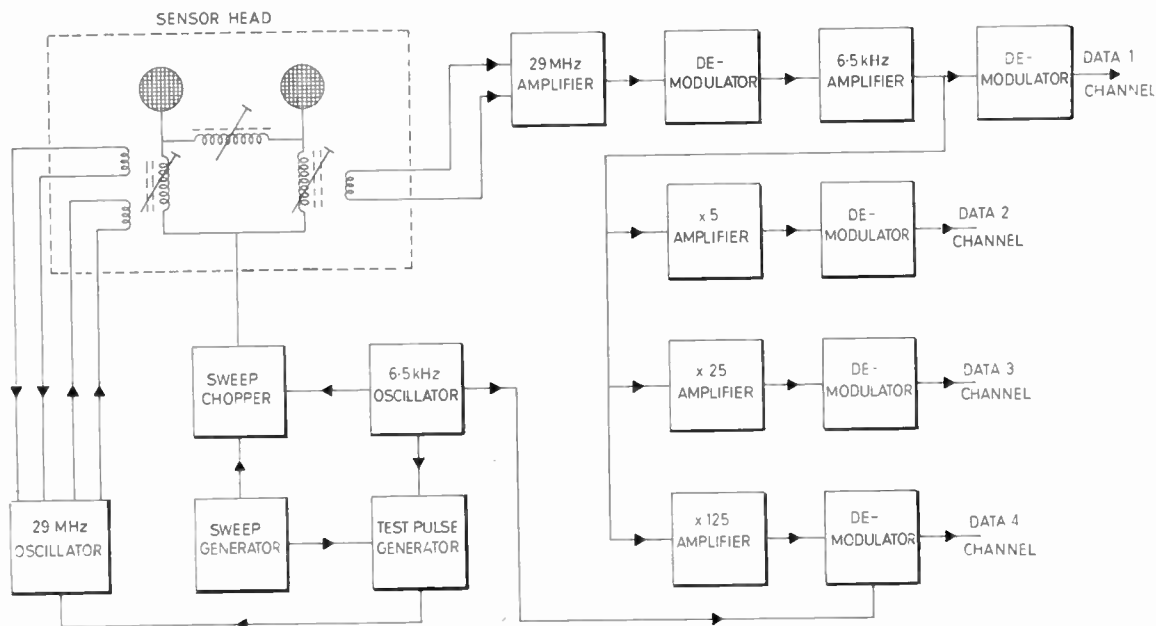 SENSOR HEAD
29 MHz
AMPLIFIER
DE-
MODULATOR
6·5 kHz
AMPLIFIER
DE-
MODULATOR
DATA 1
CHANNEL
x 5
AMPLIFIER
DE-
MODULATOR
DATA 2
CHANNEL
SWEEP
CHOPPER
6·5 kHz
OSCILLATOR
x 25
AMPLIFIER
DE-
MODULATOR
DATA 3
CHANNEL
29 MHz
OSCILLATOR
SWEEP
GENERATOR
TEST PULSE
GENERATOR
x 125
AMPLIFIER
DE-
MODULATOR
DATA 4
CHANNEL